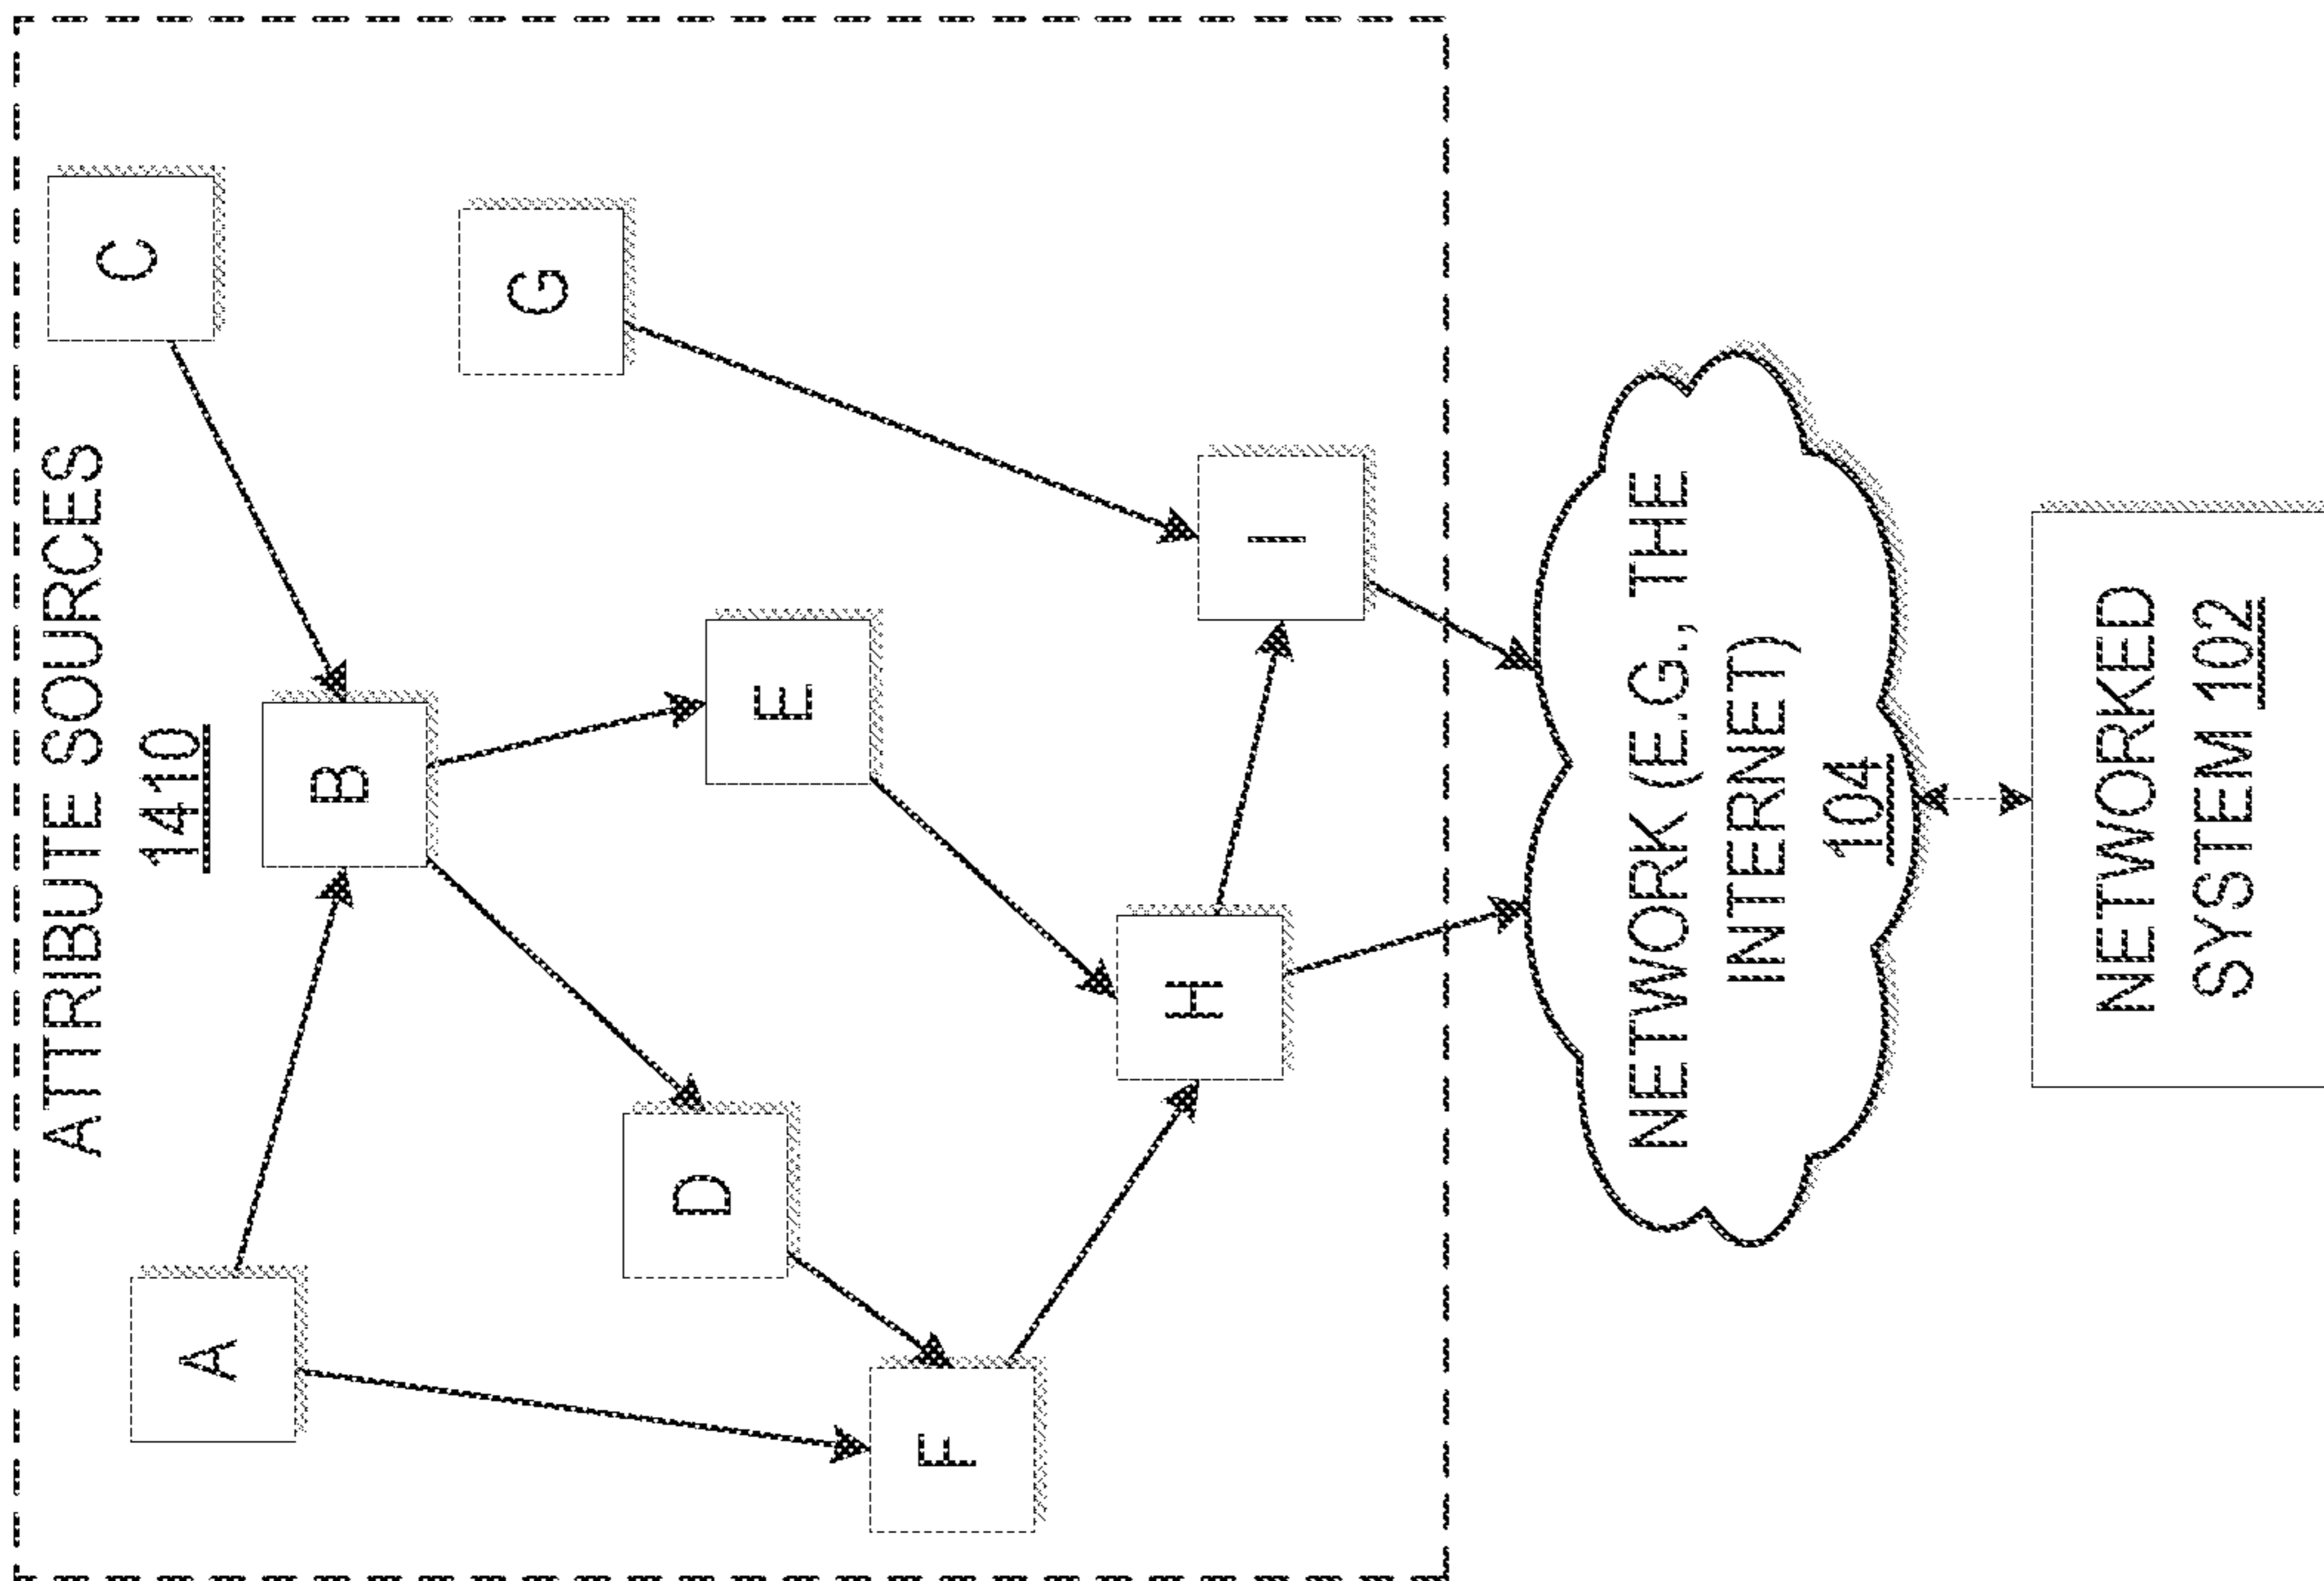 ATTRIBUTE SOURCES
1410
A
B
C
D
E
F
G
H
I
NETWORK (E.G., THE
INTERNET)
104
NETWORKED
SYSTEM 102